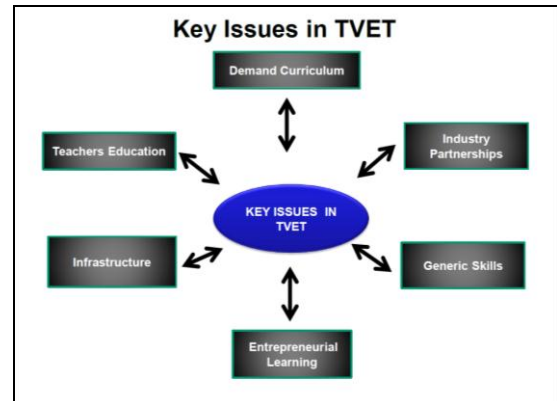 Key Issues in TVET
Demand Curriculum
Teachers Education
Industry
Partnerships
KEY ISSUES IN
TVET
Infrastructure
Generic Skills
Entrepreneurial
Learning